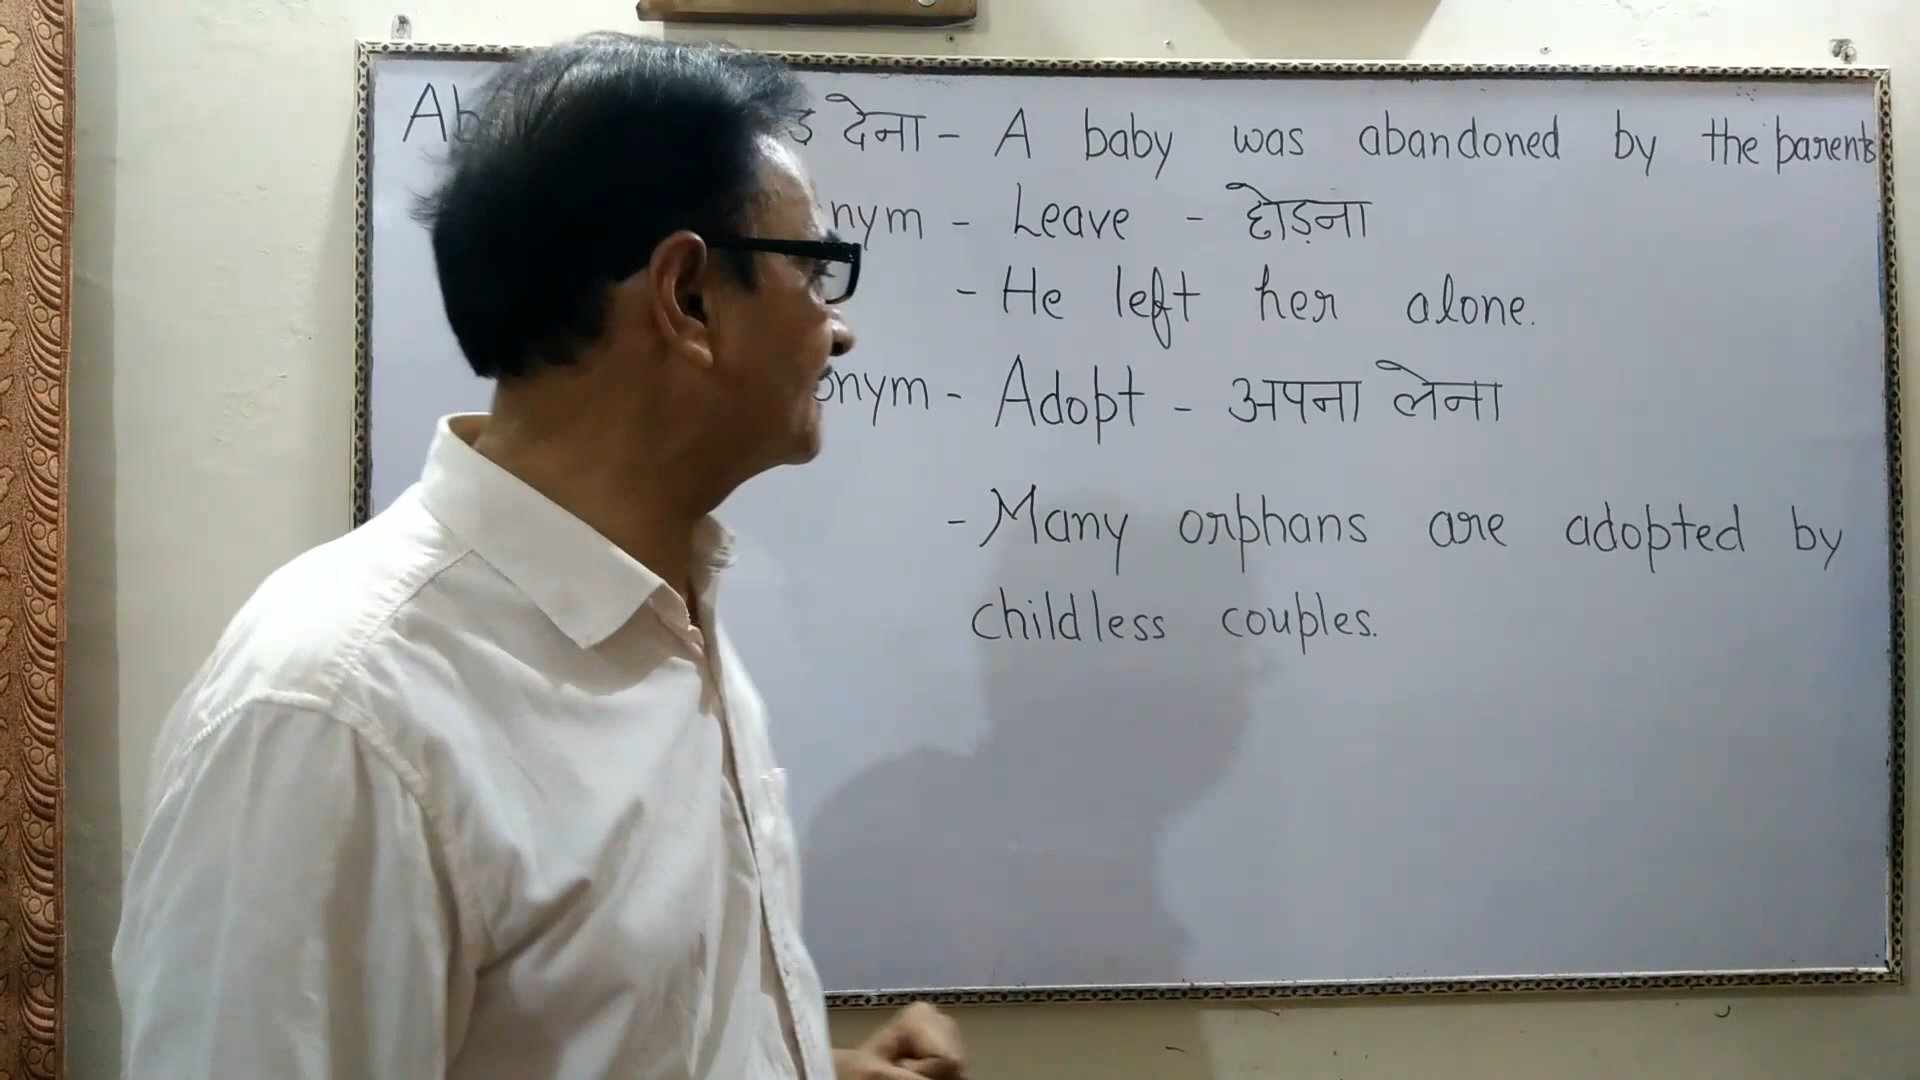 Ab ड़ देना - A baby was abandoned by the parents
nym - Leave - छोड़ना
- He left her alone.
onym - Adopt - अपना लेना
- Many orphans are adopted by
childless couples.